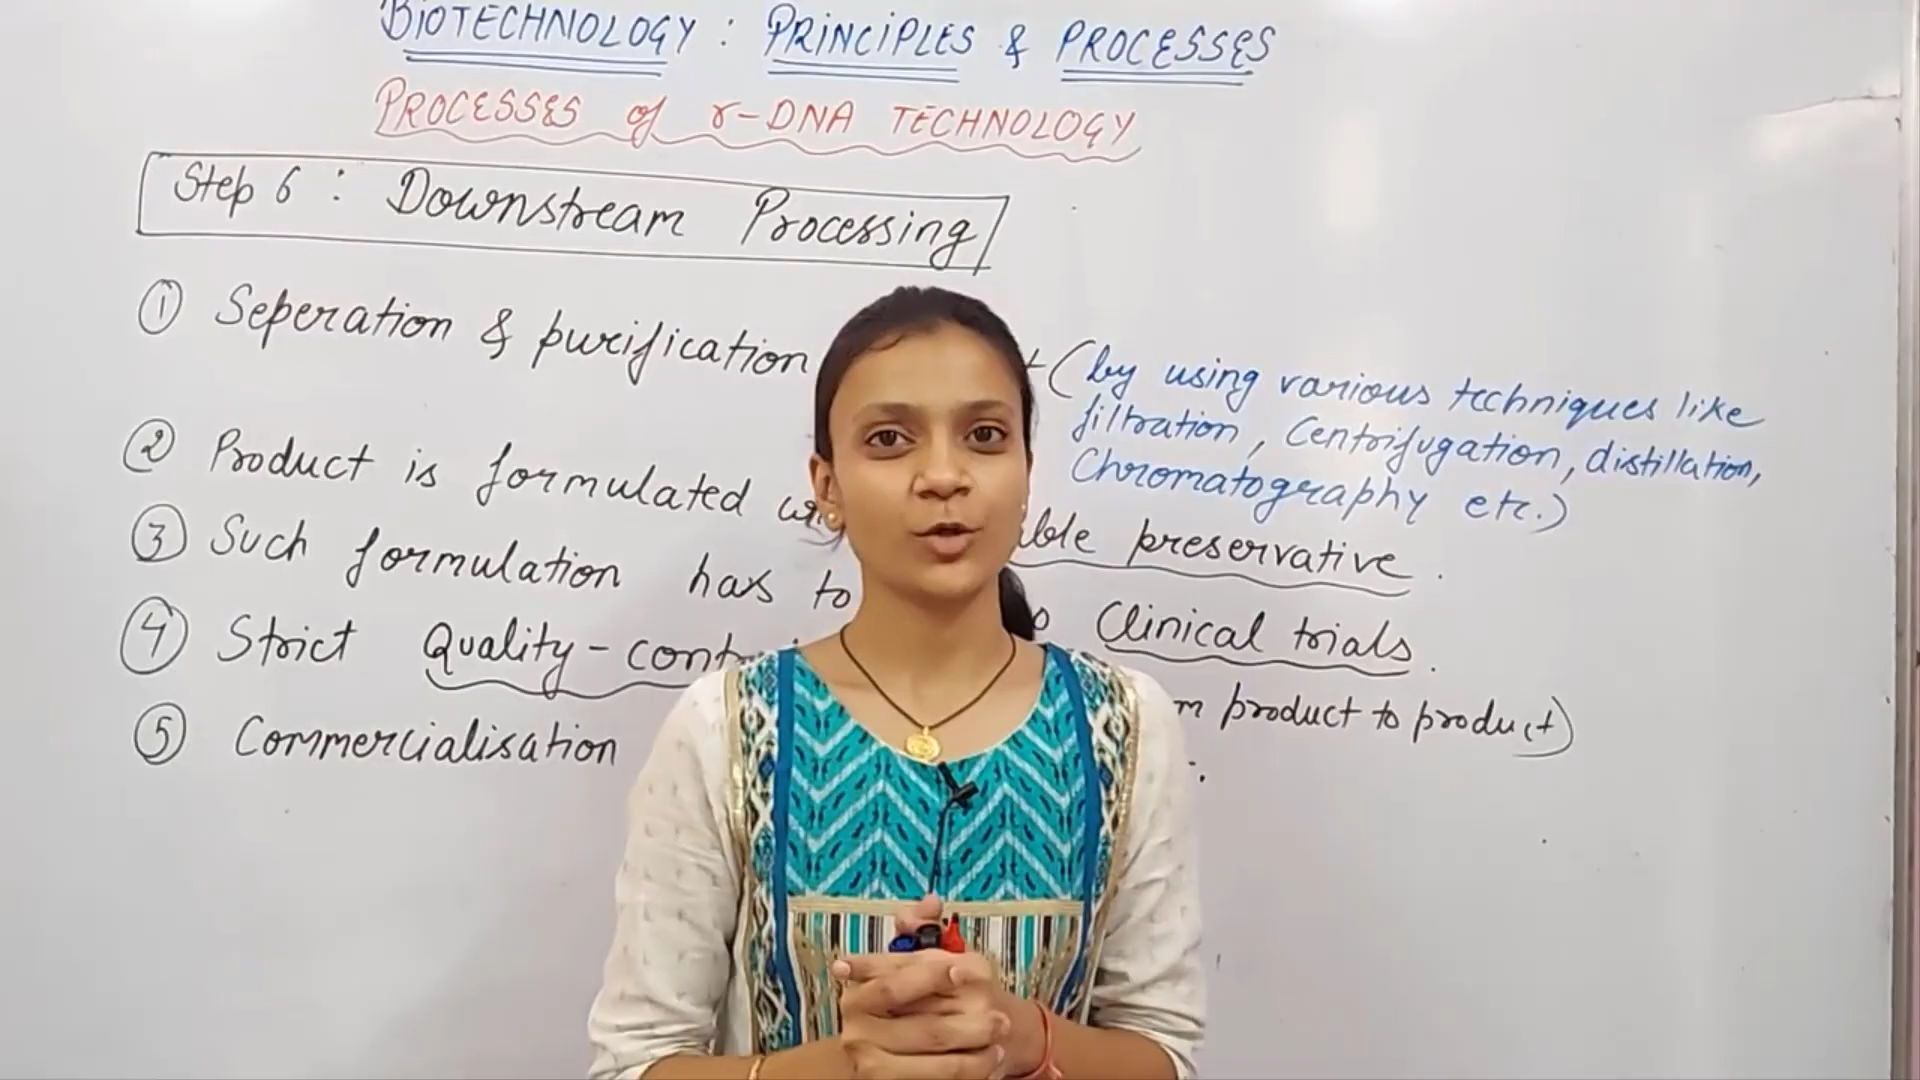 BIOTECHNOLOGY : PRINCIPLES & PROCESSES
PROCESSES of r-DNA TECHNOLOGY
Step 6 : Downstream Processing
① Seperation & purification (by using various techniques like
filtration, Centrifugation, distillation,
Chromatography etc.)
② Product is formulated preservative.
③ Such formulation has to Clinical trials.
④ Strict Quality- product to product)
⑤ Commercialisation